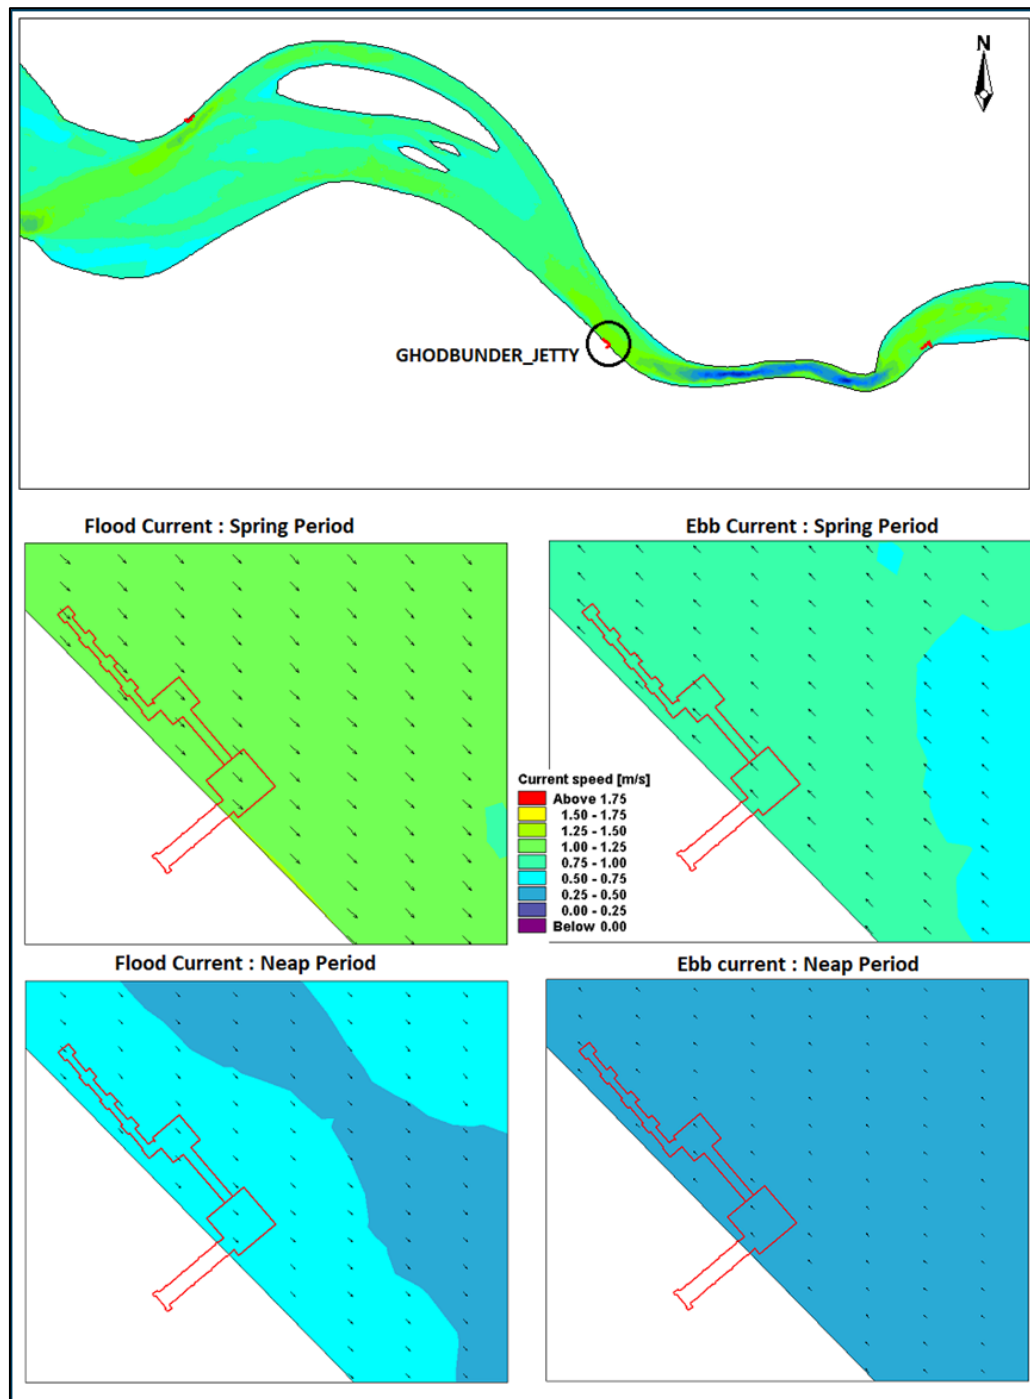 N
GHODBUNDER_JETTY
Flood Current : Spring Period
Ebb Current : Spring Period
Current speed [m/s]
Above 1.75
1.50 - 1.75
1.25 - 1.50
1.00 - 1.25
0.75 - 1.00
0.50 - 0.75
0.25 - 0.50
0.00 - 0.25
Below 0.00
Flood Current : Neap Period
Ebb current : Neap Period